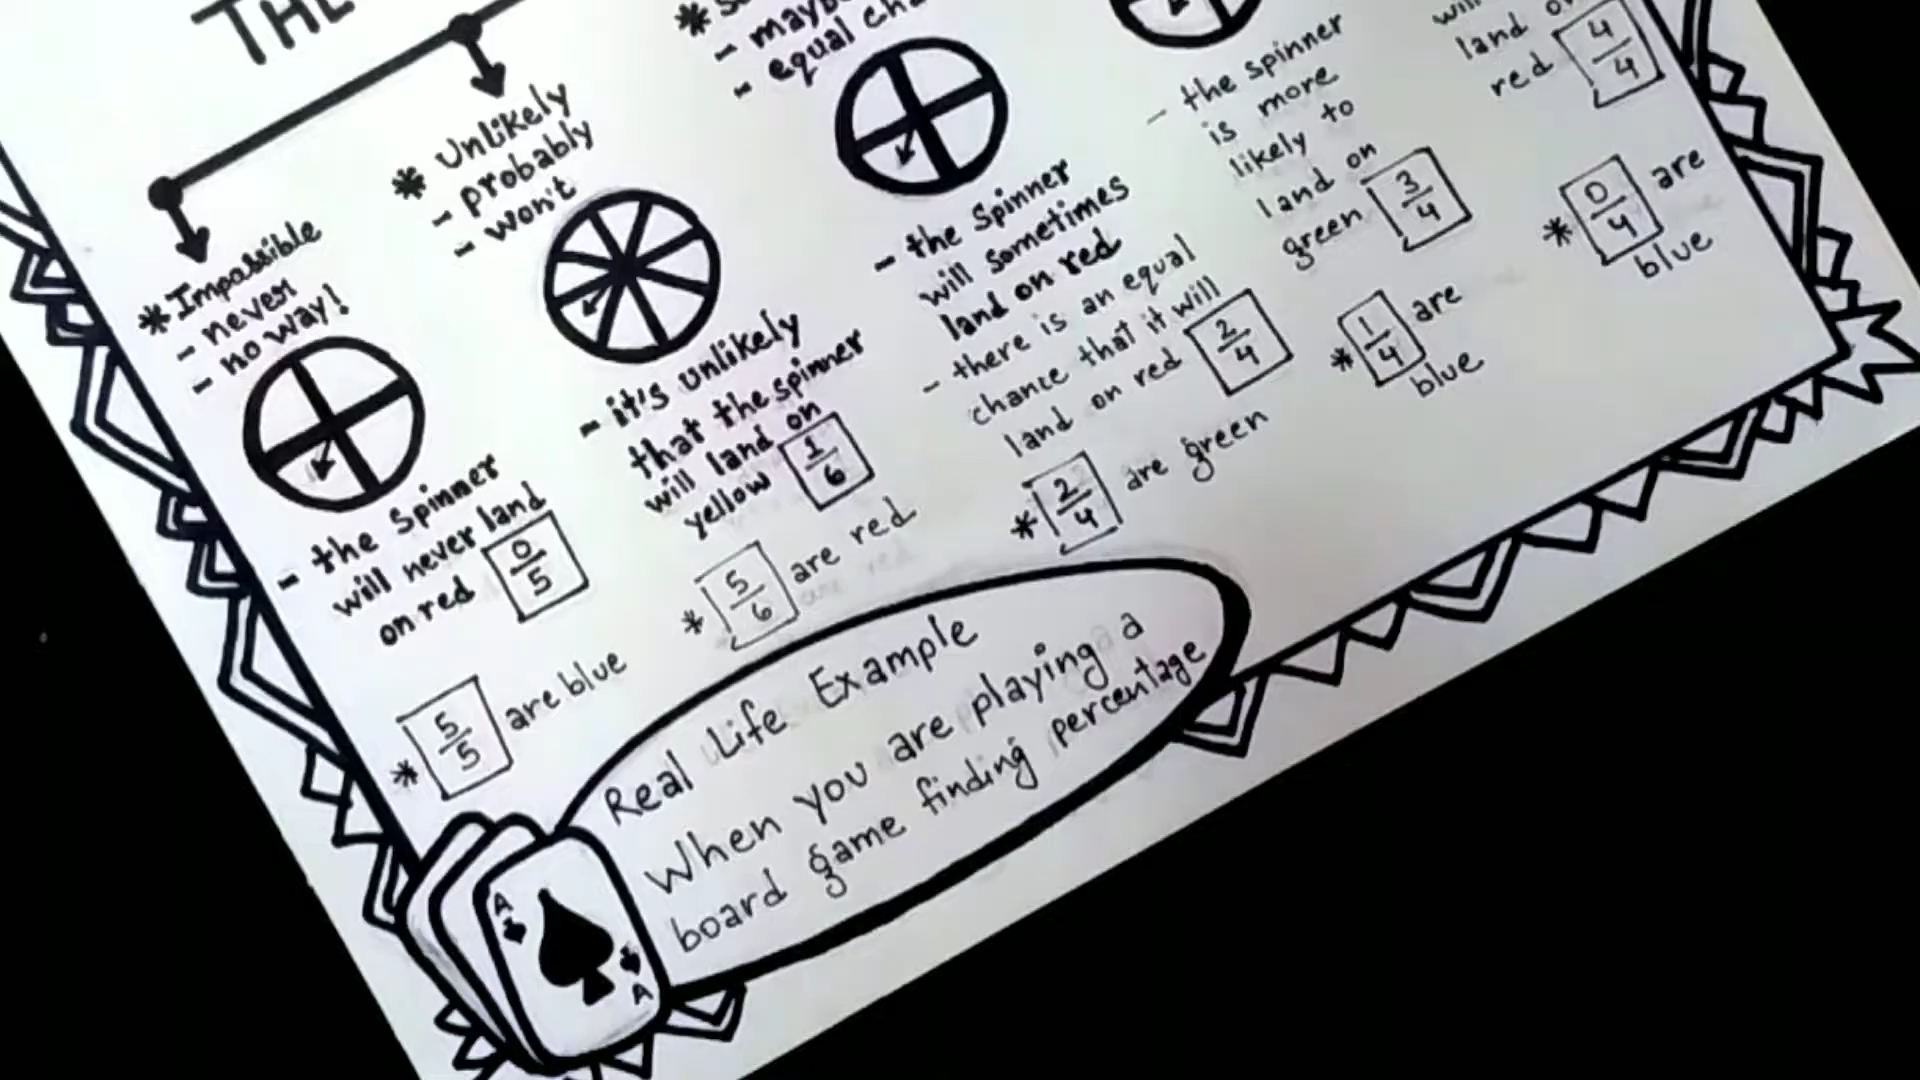 THE
* Impossible
- never
- no way!
- the Spinner
will never land
on red 0/5
* 5/5 are blue
* Unlikely
- probably
- won't
- it's unlikely
that the spinner
will land on
yellow 1/6
* 5/6 are red
- equal
- the Spinner
will sometimes
land on red
- there is an equal
chance that it will
land on red 2/4
* 2/4 are green
- the spinner
is more
likely to
land on
green 3/4
* 1/4 are
blue
land
red 4/4
* 0/4 are
blue
Real Life Example
When you are playing a
board game finding percentage
A
A